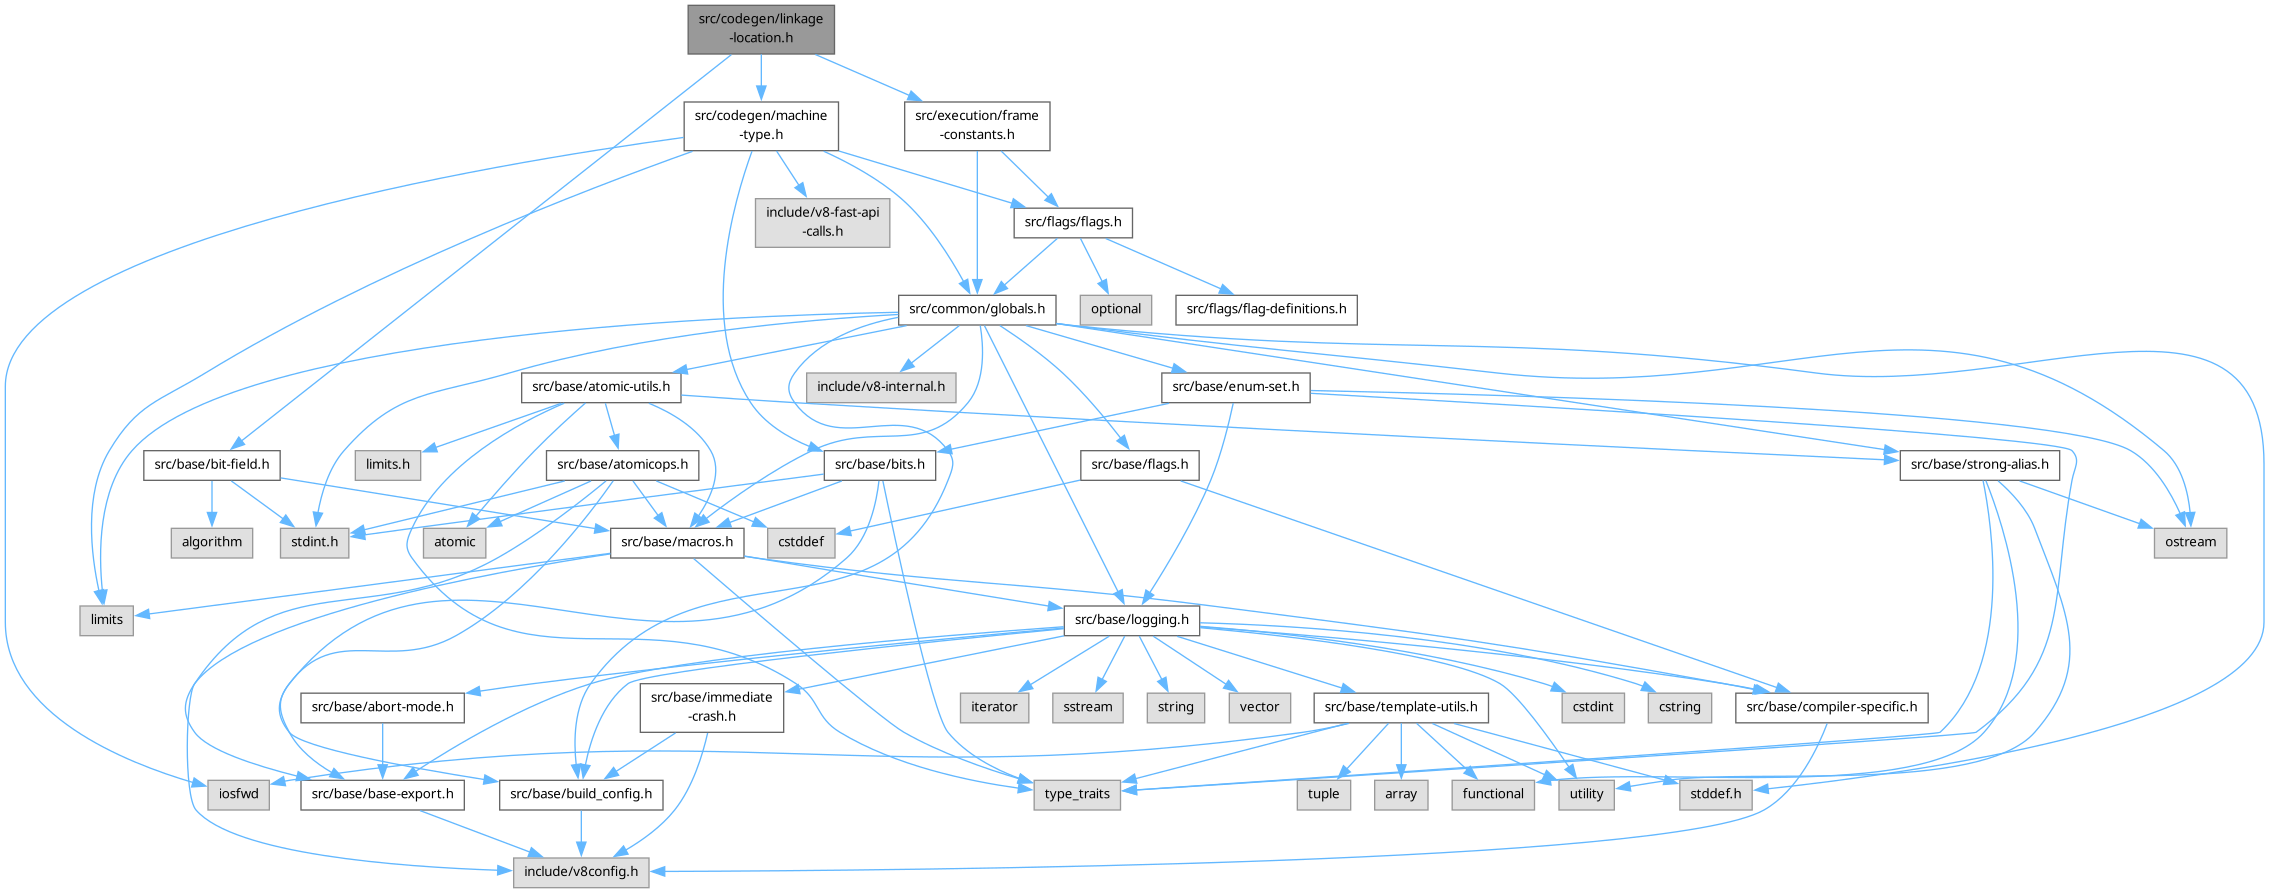 src/codegen/linkage
-location.h
src/codegen/machine
-type.h
src/execution/frame
-constants.h
include/v8-fast-api
-calls.h
src/flags/flags.h
src/common/globals.h
optional
src/flags/flag-definitions.h
src/base/atomic-utils.h
include/v8-internal.h
src/base/enum-set.h
src/base/bit-field.h
limits.h
src/base/atomicops.h
src/base/bits.h
src/base/flags.h
src/base/strong-alias.h
algorithm
stdint.h
atomic
src/base/macros.h
cstddef
ostream
limits
src/base/logging.h
src/base/abort-mode.h
src/base/immediate
-crash.h
iterator
sstream
string
vector
src/base/template-utils.h
cstdint
cstring
src/base/compiler-specific.h
iosfwd
src/base/base-export.h
src/base/build_config.h
type_traits
tuple
array
functional
utility
stddef.h
include/v8config.h